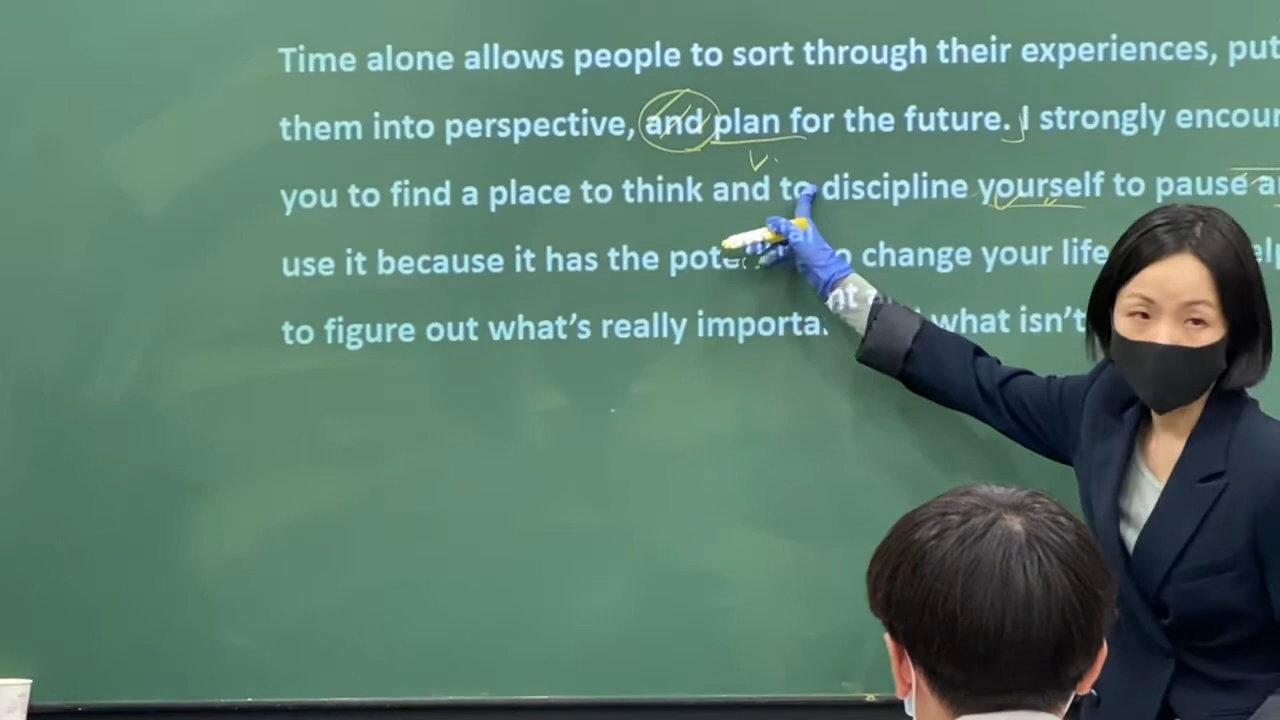 Time alone allows people to sort through their experiences, put
them into perspective, and plan for the future. I strongly encour
you to find a place to think and to discipline yourself to pause a
use it because it has the pote to change your life elp
to figure out what's really importa what isn't
v.